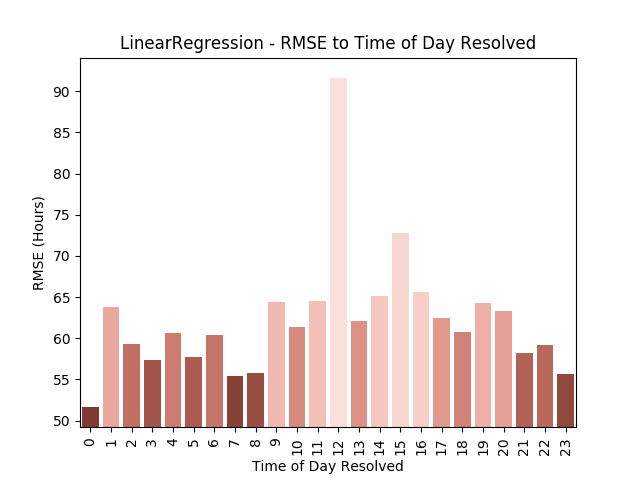 LinearRegression - RMSE to Time of Day Resolved
90
85
80
75
70
65
60
55
50
RMSE (Hours)
0 1 2 3 4 5 6 7 8 9 10 11 12 13 14 15 16 17 18 19 20 21 22 23
Time of Day Resolved